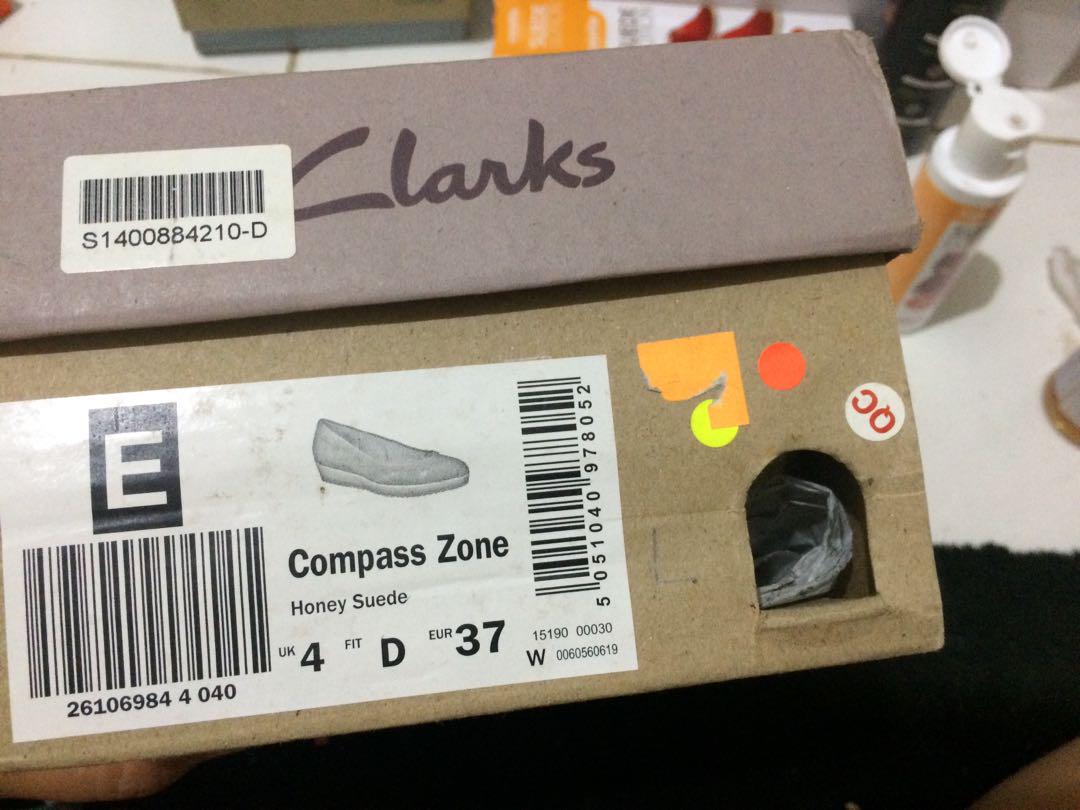 SUEDE
Clarks
S1400884210-D
QC
E
5 051040 978052
Compass Zone
Honey Suede
UK 4 FIT D EUR 37
15190 00030
W 0060560619
26106984 4 040